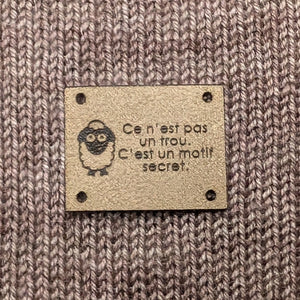 Ce n'est pas
un trou.
C'est un motif
secret.